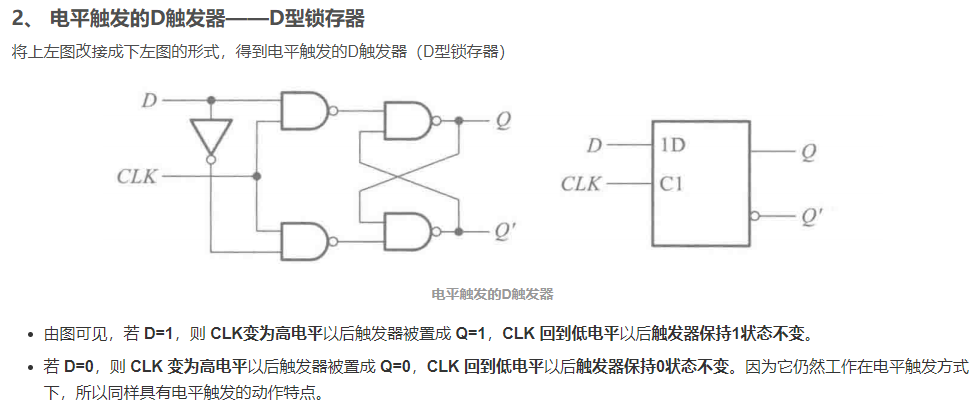 2、 电平触发的D触发器——D型锁存器
将上左图改接成下左图的形式，得到电平触发的D触发器（D型锁存器）
D
CLK
Q
Q'
D
CLK
1D
C1
Q
Q'
电平触发的D触发器
• 由图可见，若 D=1，则 CLK变为高电平以后触发器被置成 Q=1，CLK 回到低电平以后触发器保持1状态不变。
• 若 D=0，则 CLK 变为高电平以后触发器被置成 Q=0，CLK 回到低电平以后触发器保持0状态不变。因为它仍然工作在电平触发方式
下，所以同样具有电平触发的动作特点。